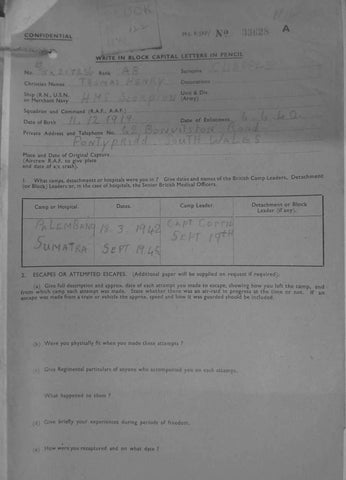 CONFIDENTIAL
M.I.9/JAP/ No 33628 A
WRITE IN BLOCK CAPITAL LETTERS IN PENCIL
No. Rank AB Surname
Christian Names THOMAS HENRY Decorations
Ship (R.N., U.S.N. or Merchant Navy) HMS Scorpion Unit & Div. (Army)
Squadron and Command (R.A.F., A.A.F.)
Date of Birth 11.12.1919 Date of Enlistment
Private Address and Telephone No. 62 Bonvilston Road
PONTYPRIDD SOUTH WALES
Place and Date of Original Capture
(Aircrew R.A.F. to give place
and date of a/c crash).
1. What camps, detachments or hospitals were you in? Give dates and names of the British Camp Leaders, Detachment
(or Block) Leaders or, in the case of hospitals, the Senior British Medical Officers.
Camp or Hospital. Dates. Camp Leader. Detachment or Block Leader (if any).
PALEMBANG 18.3.1942 CAPT
SUMATRA SEPT 1945 SEPT 19TH
2. ESCAPES OR ATTEMPTED ESCAPES. (Additional paper will be supplied on request if required):
(a) Give full description and approx. date of each attempt you made to escape, showing how you left the camp, and
from which camp each attempt was made. State whether there was an air-raid in progress at the time or not. If an
escape was made from a train or vehicle the approx. speed and how it was guarded should be included.
(b) Were you physically fit when you made these attempts?
(c) Give Regimental particulars of anyone who accompanied you on each attempt.
What happened to them?
(d) Give briefly your experiences during periods of freedom.
(e) How were you recaptured and on what date?